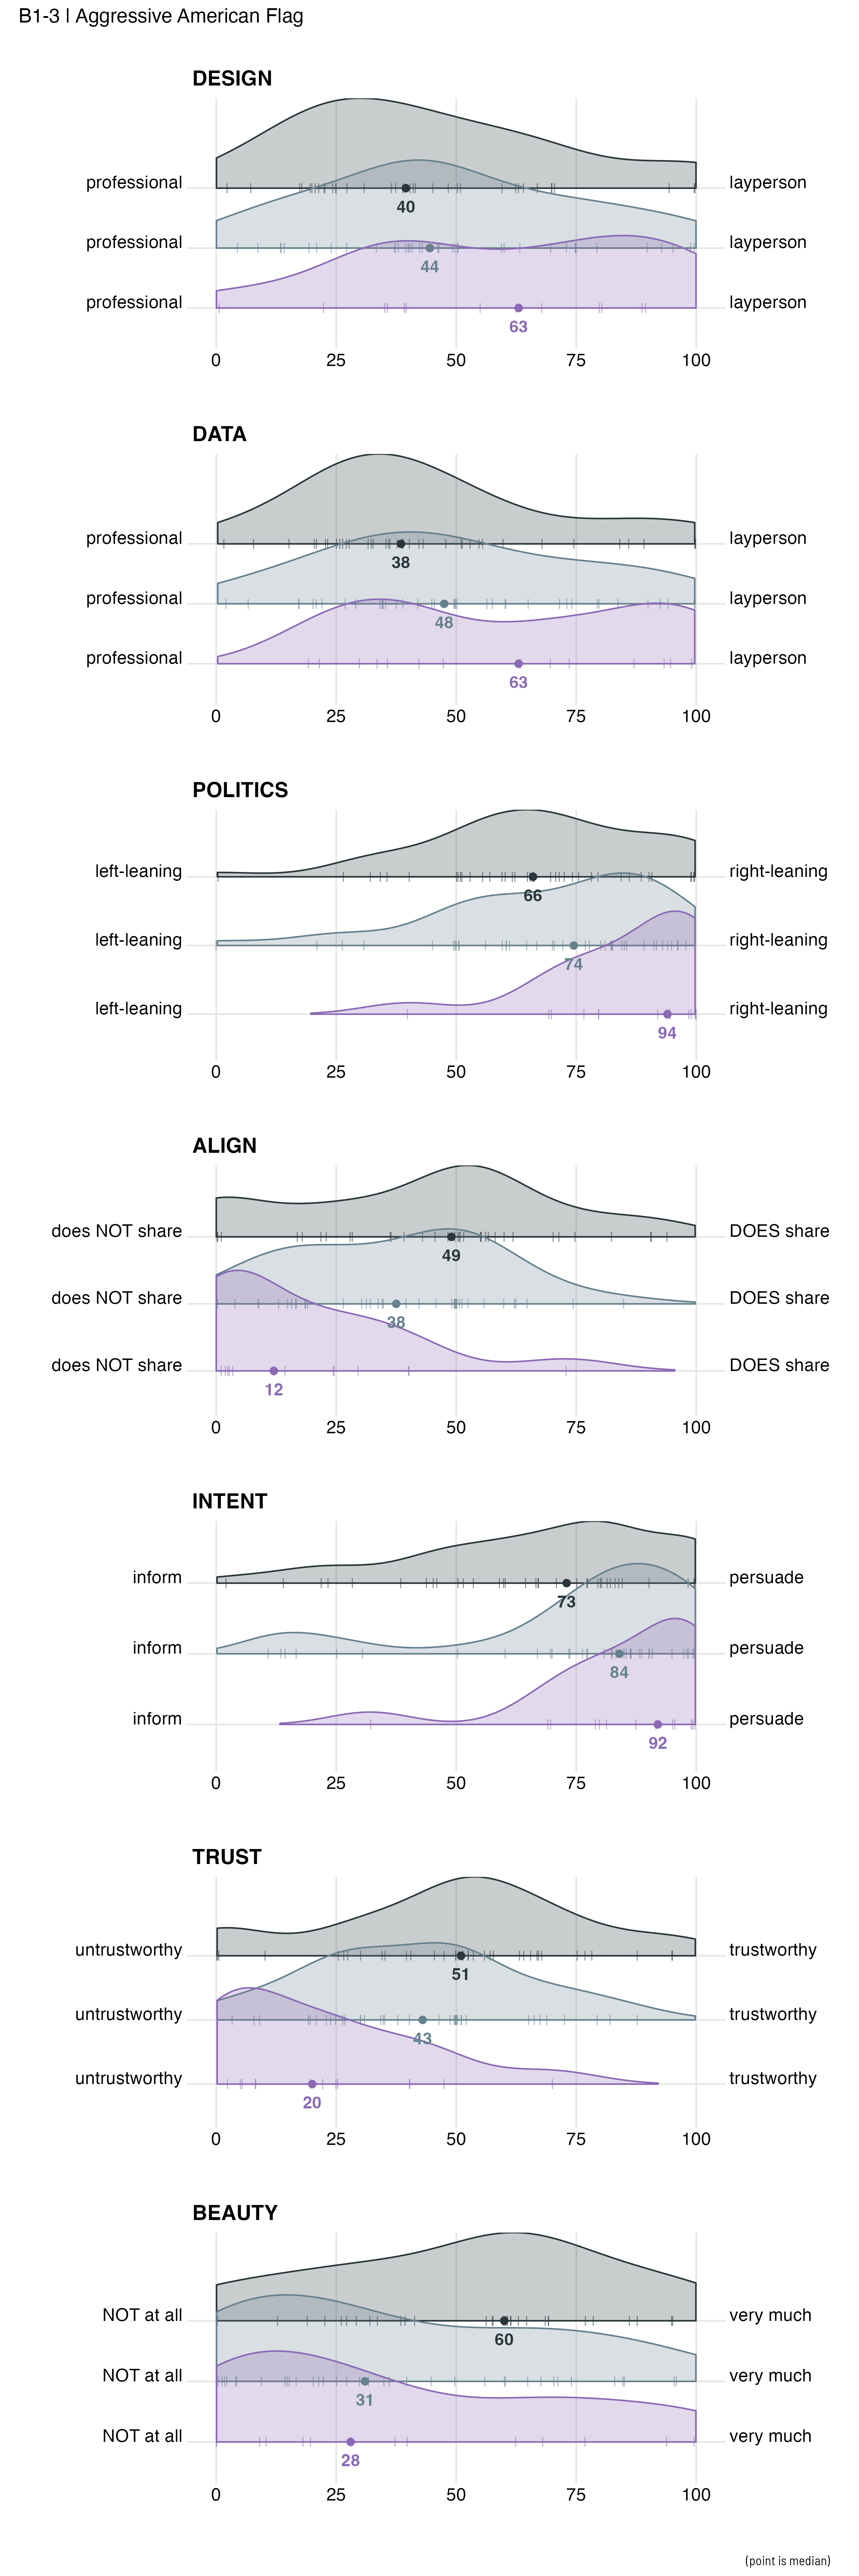 B1-3 | Aggressive American Flag
DESIGN
professional layperson
40
professional layperson
44
professional layperson
63
0 25 50 75 100
DATA
professional layperson
38
professional layperson
48
professional layperson
63
0 25 50 75 100
POLITICS
left-leaning right-leaning
66
left-leaning right-leaning
74
left-leaning right-leaning
94
0 25 50 75 100
ALIGN
does NOT share DOES share
49
does NOT share DOES share
38
does NOT share DOES share
12
0 25 50 75 100
INTENT
inform persuade
73
inform persuade
84
inform persuade
92
0 25 50 75 100
TRUST
untrustworthy trustworthy
51
untrustworthy trustworthy
43
untrustworthy trustworthy
20
0 25 50 75 100
BEAUTY
NOT at all very much
60
NOT at all very much
31
NOT at all very much
28
0 25 50 75 100
(point is median)